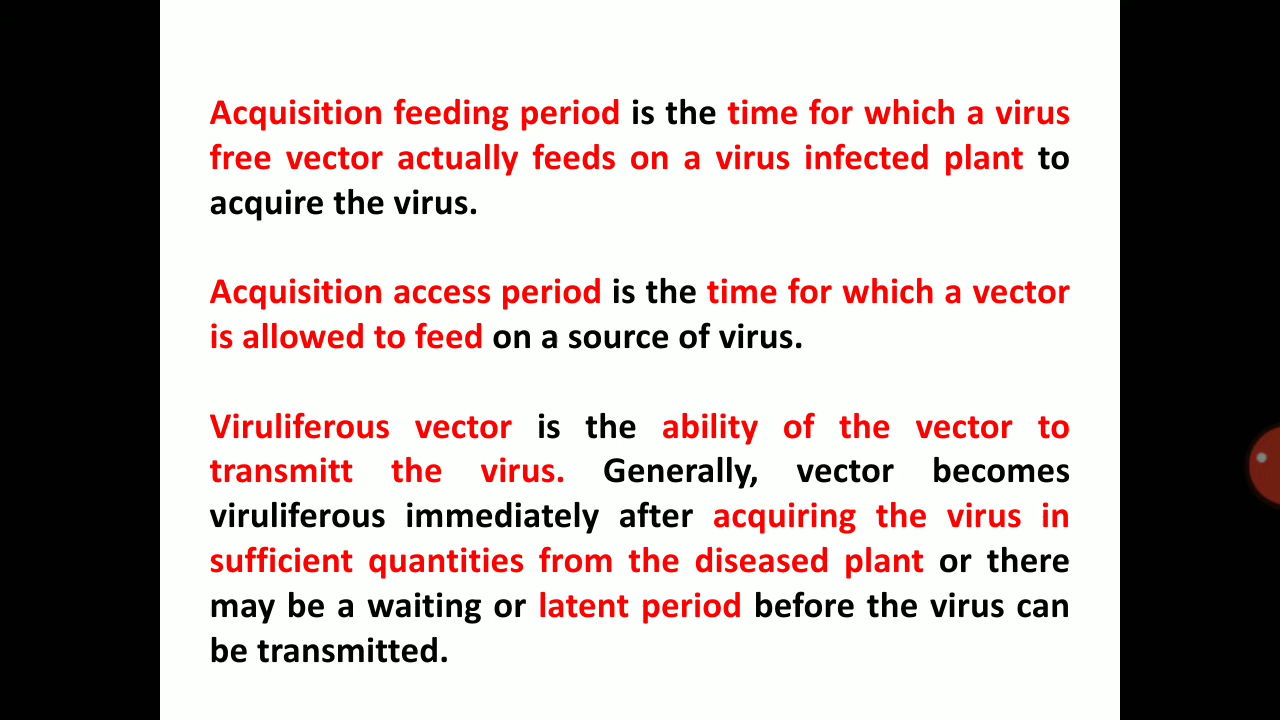 Acquisition feeding period is the time for which a virus
free vector actually feeds on a virus infected plant to
acquire the virus.
Acquisition access period is the time for which a vector
is allowed to feed on a source of virus.
Viruliferous vector is the ability of the vector to
transmitt the virus. Generally, vector becomes
viruliferous immediately after acquiring the virus in
sufficient quantities from the diseased plant or there
may be a waiting or latent period before the virus can
be transmitted.